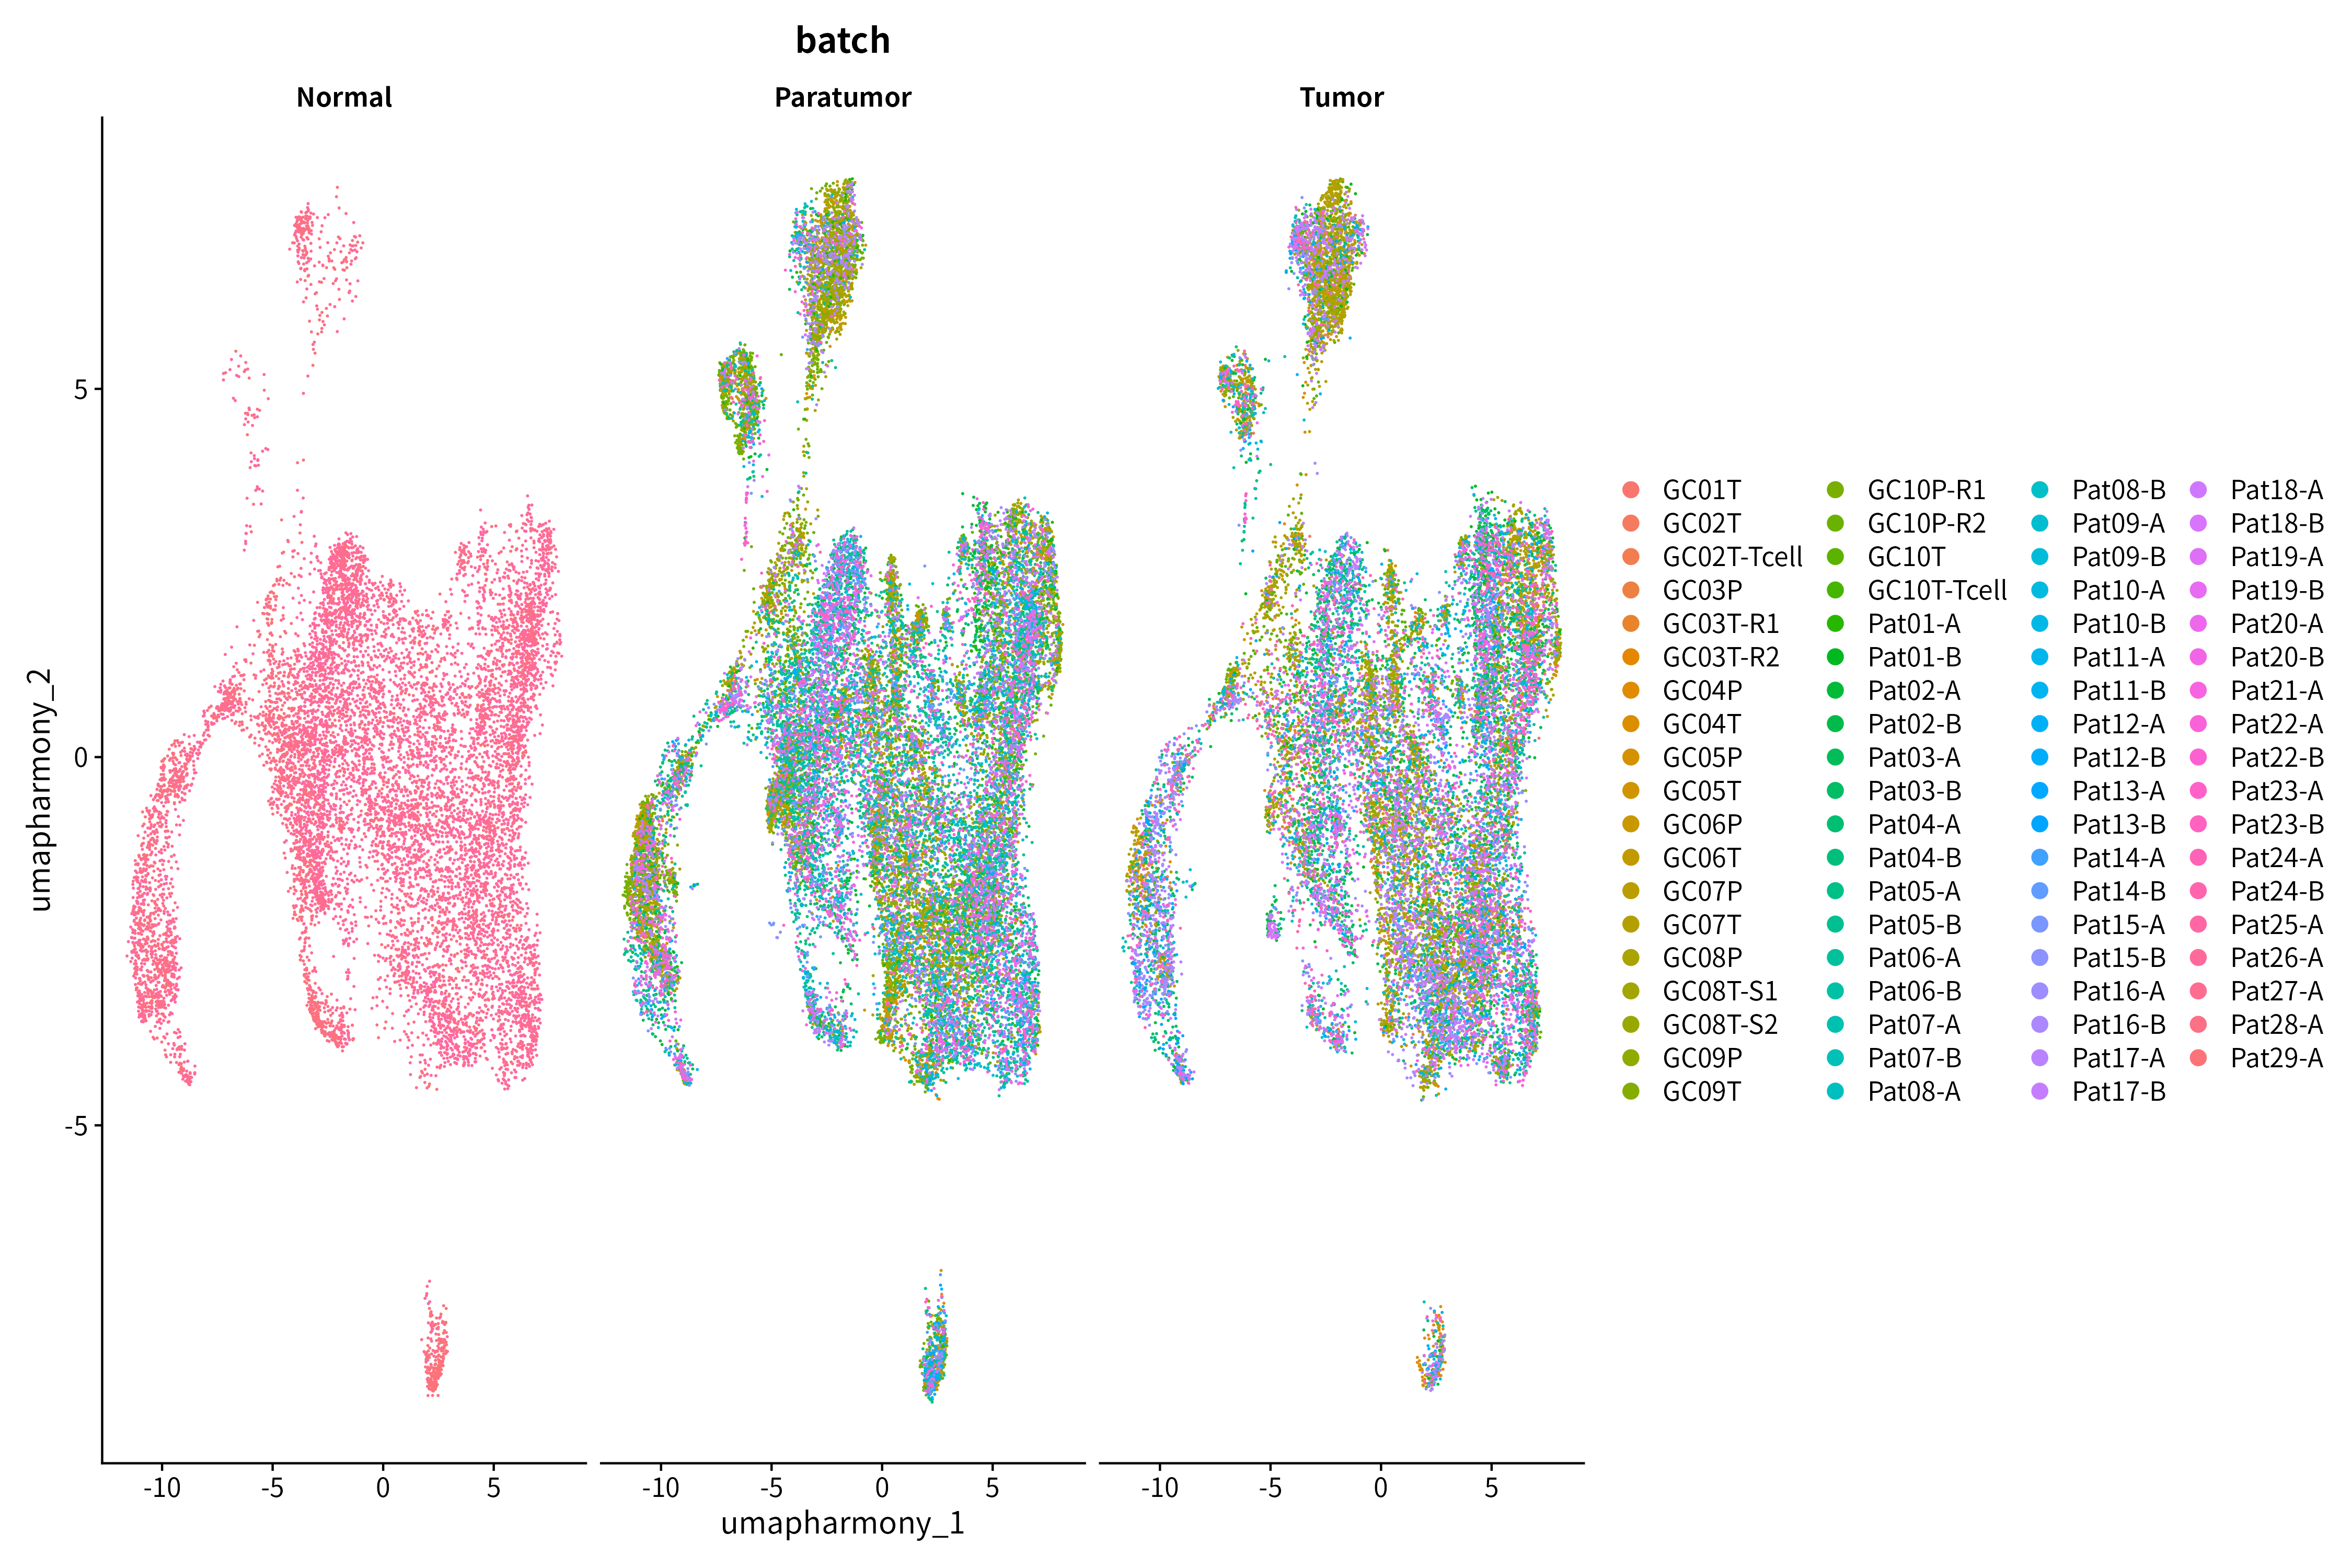 batch
Normal
Paratumor
Tumor
umapharmony_2
5
0
-5
-10 -5 0 5
-10 -5 0 5
-10 -5 0 5
umapharmony_1
GC01T
GC02T
GC02T-Tcell
GC03P
GC03T-R1
GC03T-R2
GC04P
GC04T
GC05P
GC05T
GC06P
GC06T
GC07P
GC07T
GC08P
GC08T-S1
GC08T-S2
GC09P
GC09T
GC10P-R1
GC10P-R2
GC10T
GC10T-Tcell
Pat01-A
Pat01-B
Pat02-A
Pat02-B
Pat03-A
Pat03-B
Pat04-A
Pat04-B
Pat05-A
Pat05-B
Pat06-A
Pat06-B
Pat07-A
Pat07-B
Pat08-A
Pat08-B
Pat09-A
Pat09-B
Pat10-A
Pat10-B
Pat11-A
Pat11-B
Pat12-A
Pat12-B
Pat13-A
Pat13-B
Pat14-A
Pat14-B
Pat15-A
Pat15-B
Pat16-A
Pat16-B
Pat17-A
Pat17-B
Pat18-A
Pat18-B
Pat19-A
Pat19-B
Pat20-A
Pat20-B
Pat21-A
Pat22-A
Pat22-B
Pat23-A
Pat23-B
Pat24-A
Pat24-B
Pat25-A
Pat26-A
Pat27-A
Pat28-A
Pat29-A